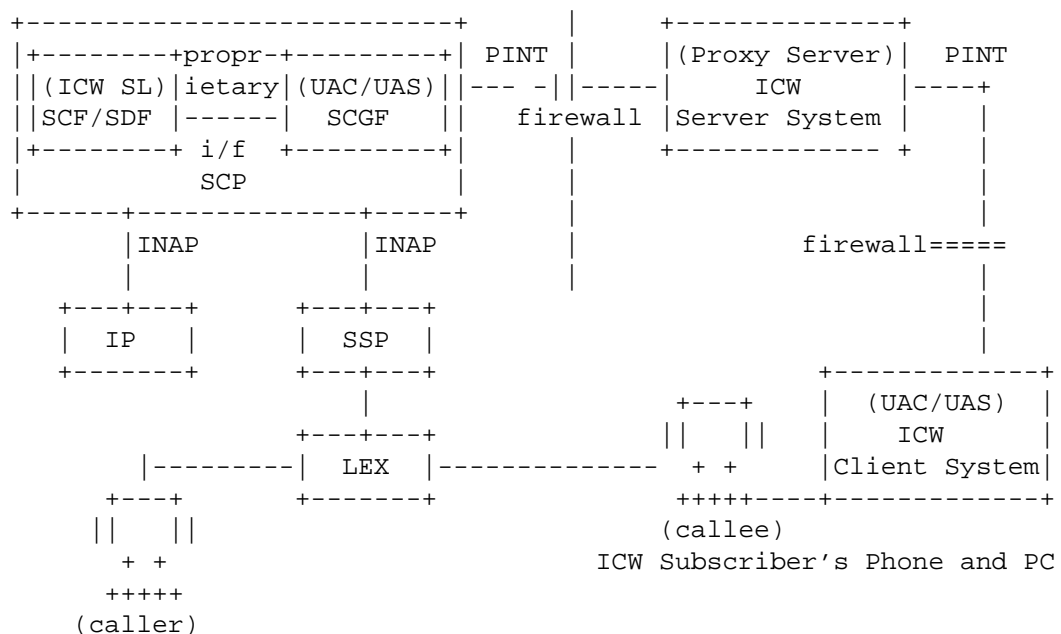 +----------------------------+ | +--------------+
|+--------+propr-+---------+| PINT | |(Proxy Server)| PINT
||(ICW SL)|ietary|(UAC/UAS)||--- -||-----| ICW |----+
||SCF/SDF |------| SCGF || firewall |Server System | |
|+--------+ i/f +---------+| | +------------- + |
| SCP | | |
+------+--------------+-----+ | |
|INAP |INAP | firewall=====
| | | |
+---+---+ +---+---+ |
| IP | | SSP | |
+-------+ +---+---+ +-------------+
| +---+ | (UAC/UAS) |
+---+---+ || || | ICW |
|---------| LEX |-------------- + + |Client System|
+---+ +-------+ +++++----+-------------+
|| || (callee)
+ + ICW Subscriber's Phone and PC
+++++
(caller)